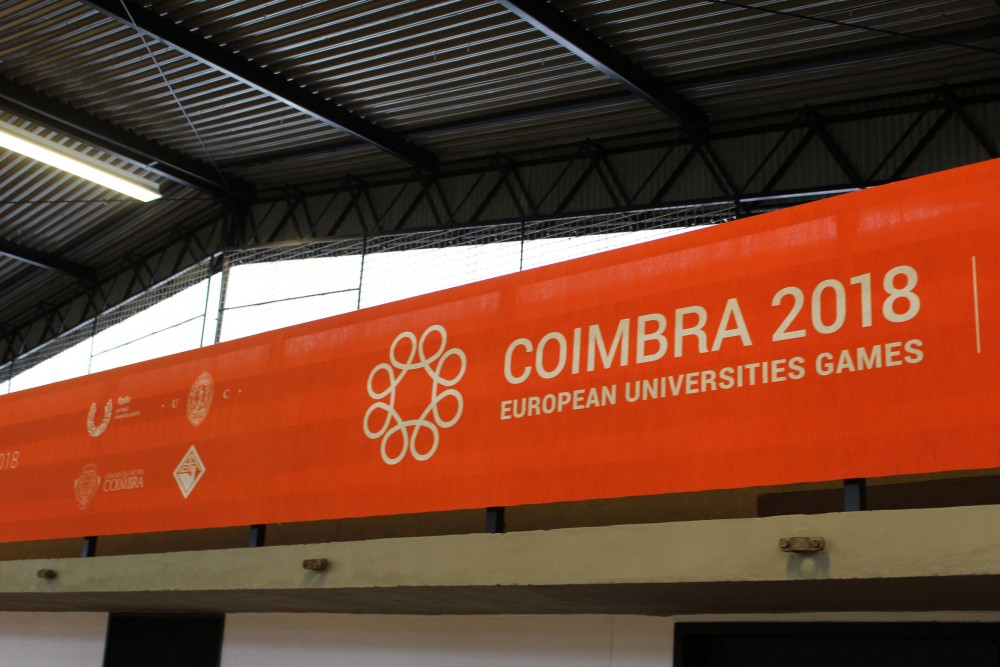 COIMBRA 2018
EUROPEAN UNIVERSITIES GAMES
018
U C
COIMBRA